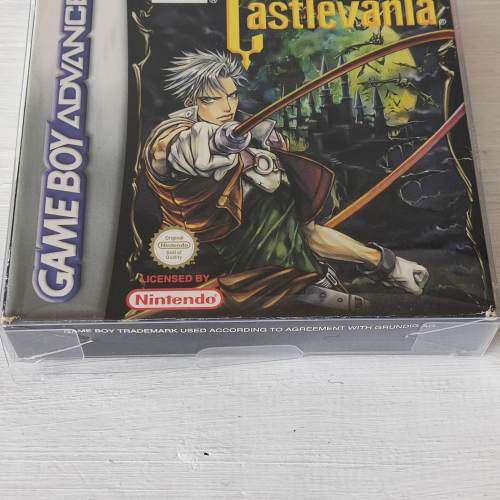 Castlevania
GAME BOY ADVANCE
Original
Nintendo
Seal of
Quality
LICENSED BY
Nintendo
GAME BOY TRADEMARK USED ACCORDING TO AGREEMENT WITH GRUNDIG AG